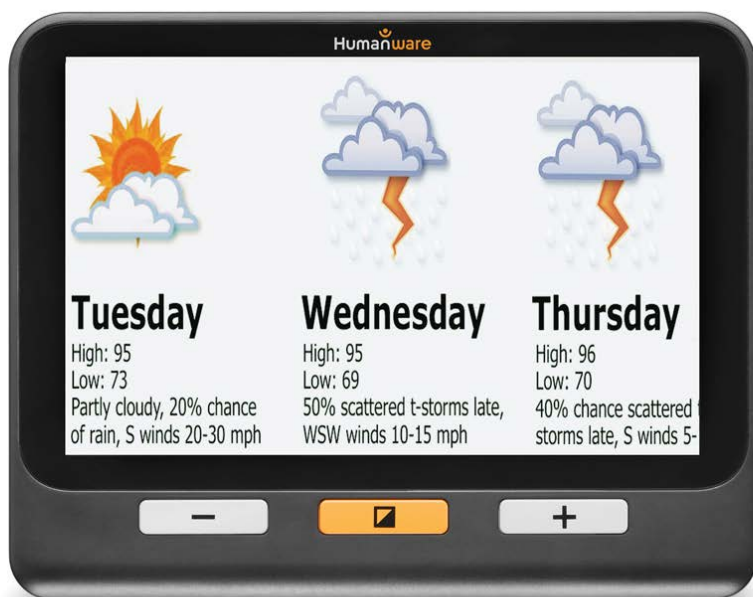 Humanware
Tuesday
High: 95
Low: 73
Partly cloudy, 20% chance
of rain, S winds 20-30 mph
Wednesday
High: 95
Low: 69
50% scattered t-storms late,
WSW winds 10-15 mph
Thursday
High: 96
Low: 70
40% chance scattered t
storms late, S winds 5-